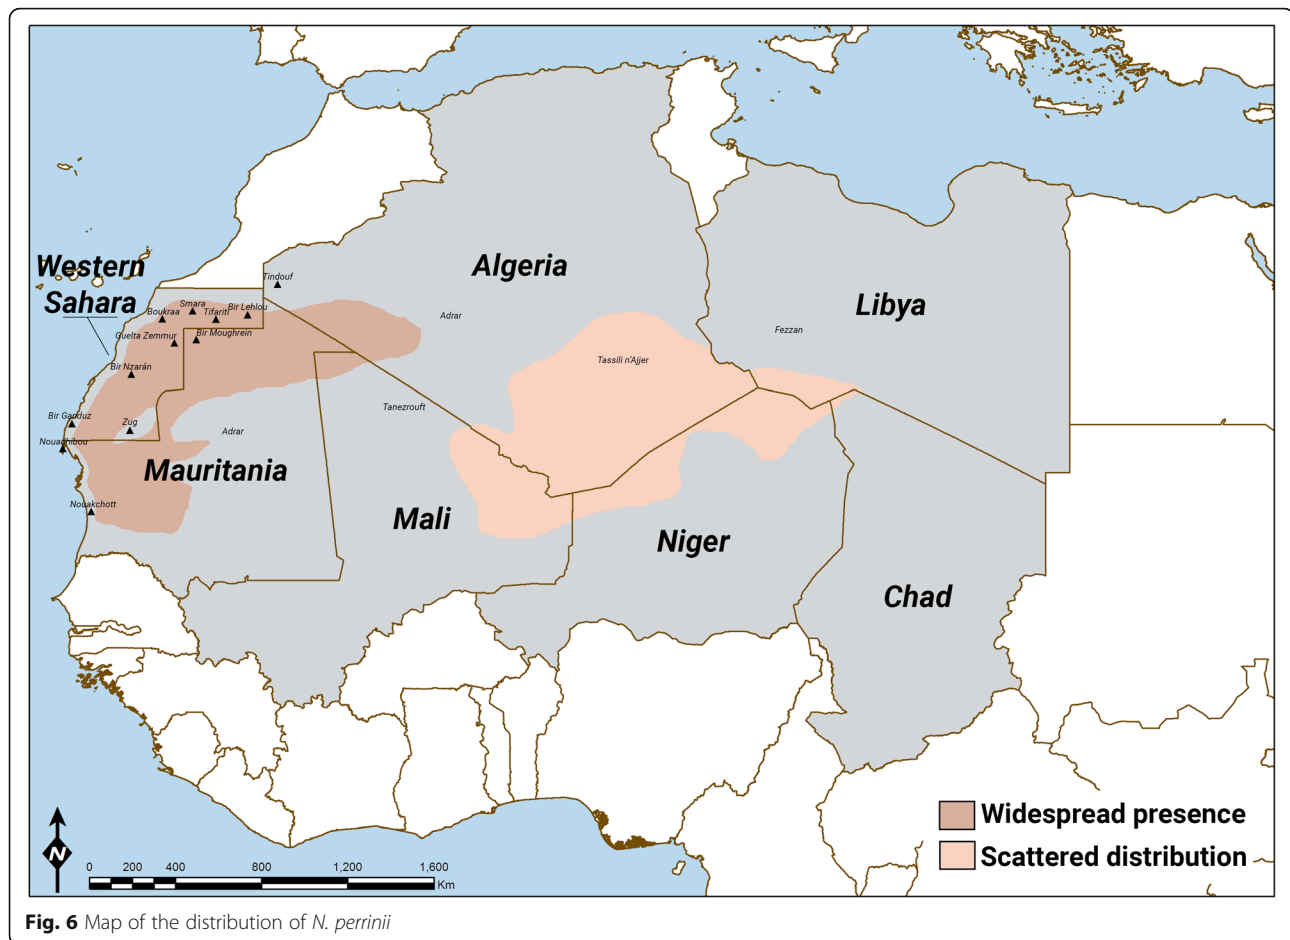 Western
Sahara
Algeria
Libya
Tindouf
Smara
Boukraa
Tifariti
Bir Lehlou
Adrar
Fezzan
Guelta Zemmur
Bir Moughrein
Tassili n'Ajjer
Bir Nzarán
Tanezrouft
Bir Ganduz
Zug
Adrar
Nouadhibou
Mauritania
Nouakchott
Mali
Niger
Chad
Widespread presence
Scattered distribution
N
0 200 400 800 1,200 1,600
Km
Fig. 6 Map of the distribution of N. perrinii